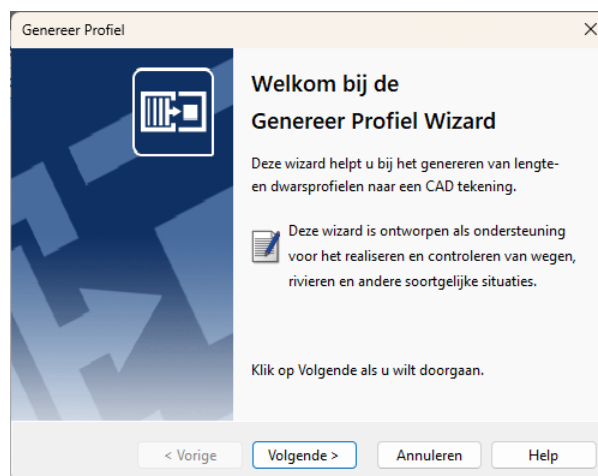 Genereer Profiel
Welkom bij de
Genereer Profiel Wizard
Deze wizard helpt u bij het genereren van lengte-
en dwarsprofielen naar een CAD tekening.
Deze wizard is ontworpen als ondersteuning
voor het realiseren en controleren van wegen,
rivieren en andere soortgelijke situaties.
Klik op Volgende als u wilt doorgaan.
< Vorige
Volgende >
Annuleren
Help